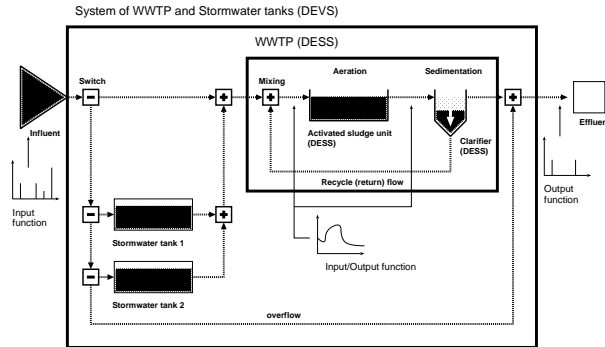 System of WWTP and Stormwater tanks (DEVS)
WWTP (DESS)
Switch
Mixing
Aeration
Sedimentation
Influent
Activated sludge unit
(DESS)
Clarifier
(DESS)
Effluer
Recycle (return) flow
Input
function
Output
function
Stormwater tank 1
Input/Output function
Stormwater tank 2
overflow